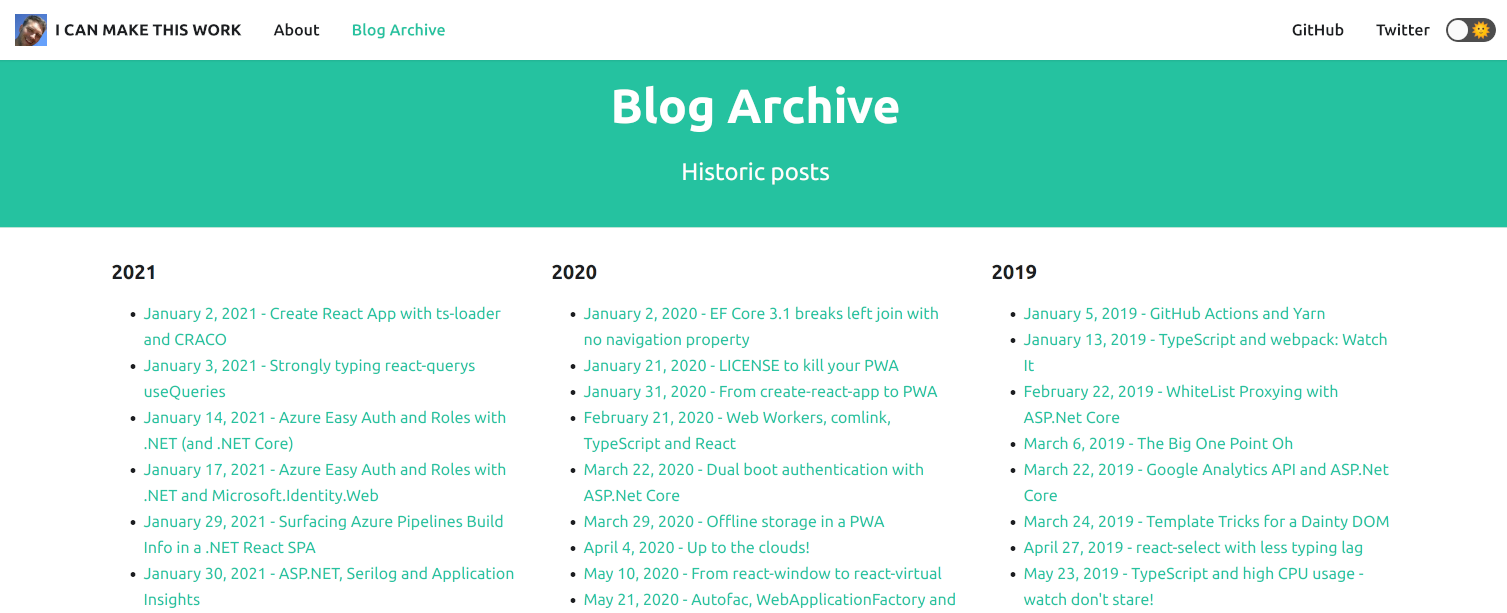 I CAN MAKE THIS WORK About Blog Archive GitHub Twitter
Blog Archive
Historic posts
2021
January 2, 2021 - Create React App with ts-loader
and CRACO
January 3, 2021 - Strongly typing react-querys
useQueries
January 14, 2021 - Azure Easy Auth and Roles with
.NET (and .NET Core)
January 17, 2021 - Azure Easy Auth and Roles with
.NET and Microsoft.Identity.Web
January 29, 2021 - Surfacing Azure Pipelines Build
Info in a .NET React SPA
January 30, 2021 - ASP.NET, Serilog and Application
Insights
2020
January 2, 2020 - EF Core 3.1 breaks left join with
no navigation property
January 21, 2020 - LICENSE to kill your PWA
January 31, 2020 - From create-react-app to PWA
February 21, 2020 - Web Workers, comlink,
TypeScript and React
March 22, 2020 - Dual boot authentication with
ASP.Net Core
March 29, 2020 - Offline storage in a PWA
April 4, 2020 - Up to the clouds!
May 10, 2020 - From react-window to react-virtual
May 21, 2020 - Autofac, WebApplicationFactory and
2019
January 5, 2019 - GitHub Actions and Yarn
January 13, 2019 - TypeScript and webpack: Watch
It
February 22, 2019 - WhiteList Proxying with
ASP.Net Core
March 6, 2019 - The Big One Point Oh
March 22, 2019 - Google Analytics API and ASP.Net
Core
March 24, 2019 - Template Tricks for a Dainty DOM
April 27, 2019 - react-select with less typing lag
May 23, 2019 - TypeScript and high CPU usage -
watch don't stare!